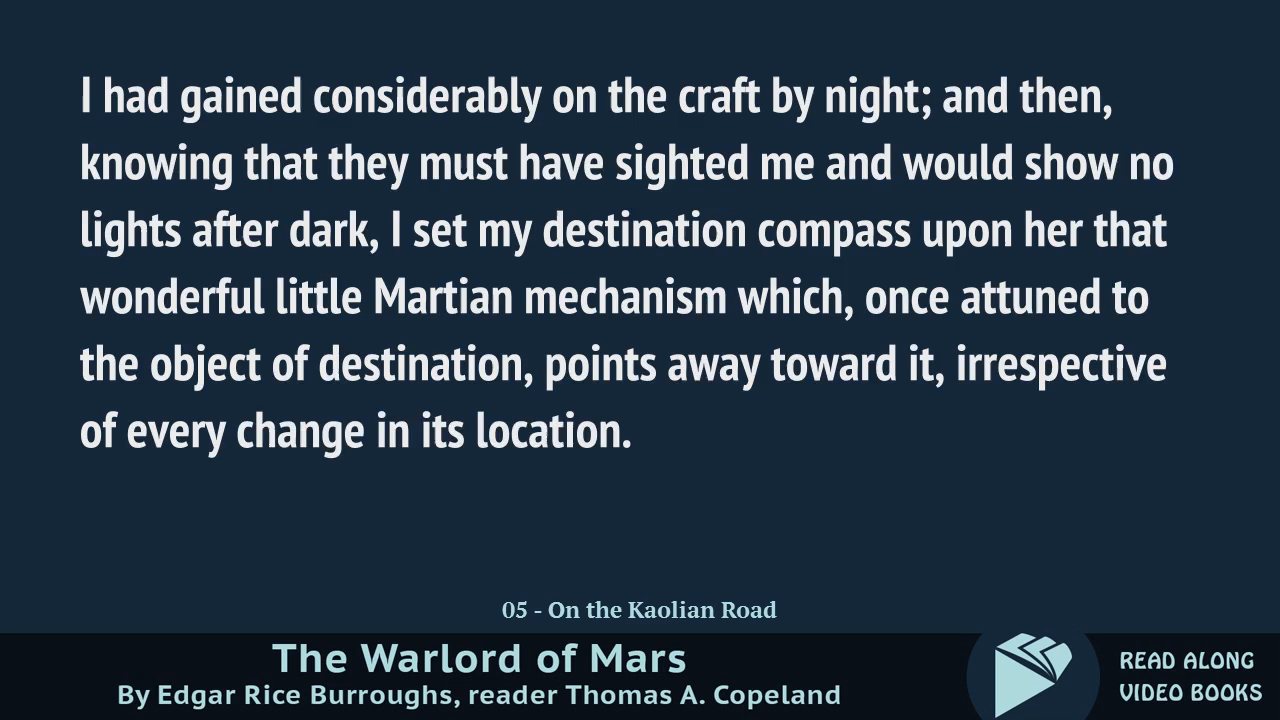 I had gained considerably on the craft by night; and then,
knowing that they must have sighted me and would show no
lights after dark, I set my destination compass upon her that
wonderful little Martian mechanism which, once attuned to
the object of destination, points away toward it, irrespective
of every change in its location.
05 - On the Kaolian Road
The Warlord of Mars
By Edgar Rice Burroughs, reader Thomas A. Copeland
READ ALONG
VIDEO BOOKS